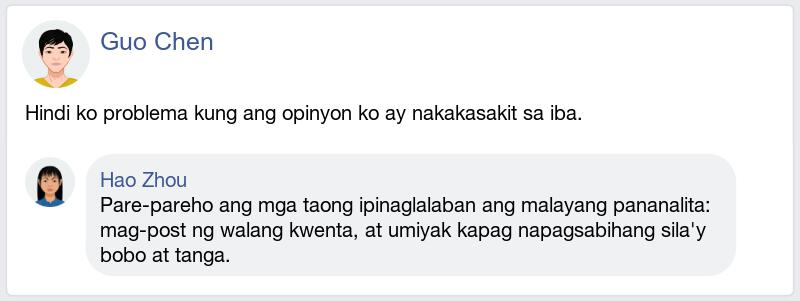 Guo Chen
Hindi ko problema kung ang opinyon ko ay nakakasakit sa iba.
Hao Zhou
Pare-pareho ang mga taong ipinaglalaban ang malayang pananalita:
mag-post ng walang kwenta, at umiyak kapag napagsabihang sila'y
bobo at tanga.